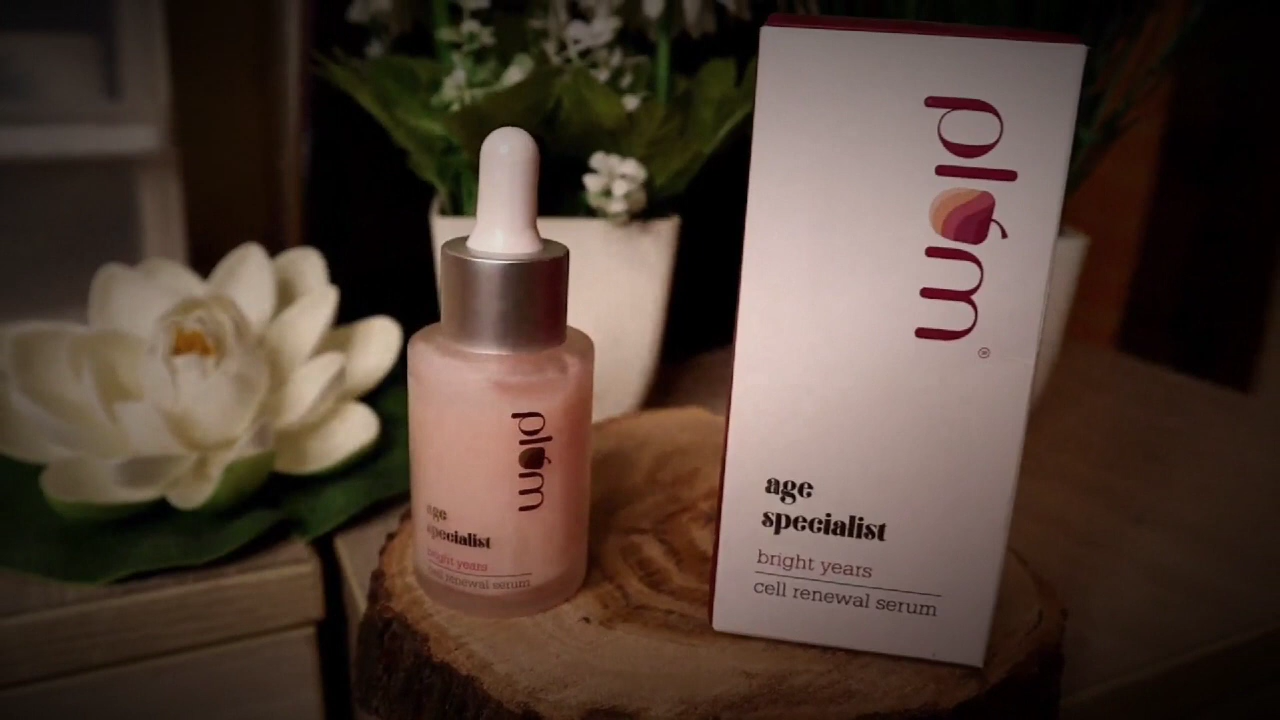 plum
age
specialist
bright years
cell renewal serum
plum
®
age
specialist
bright years
cell renewal serum